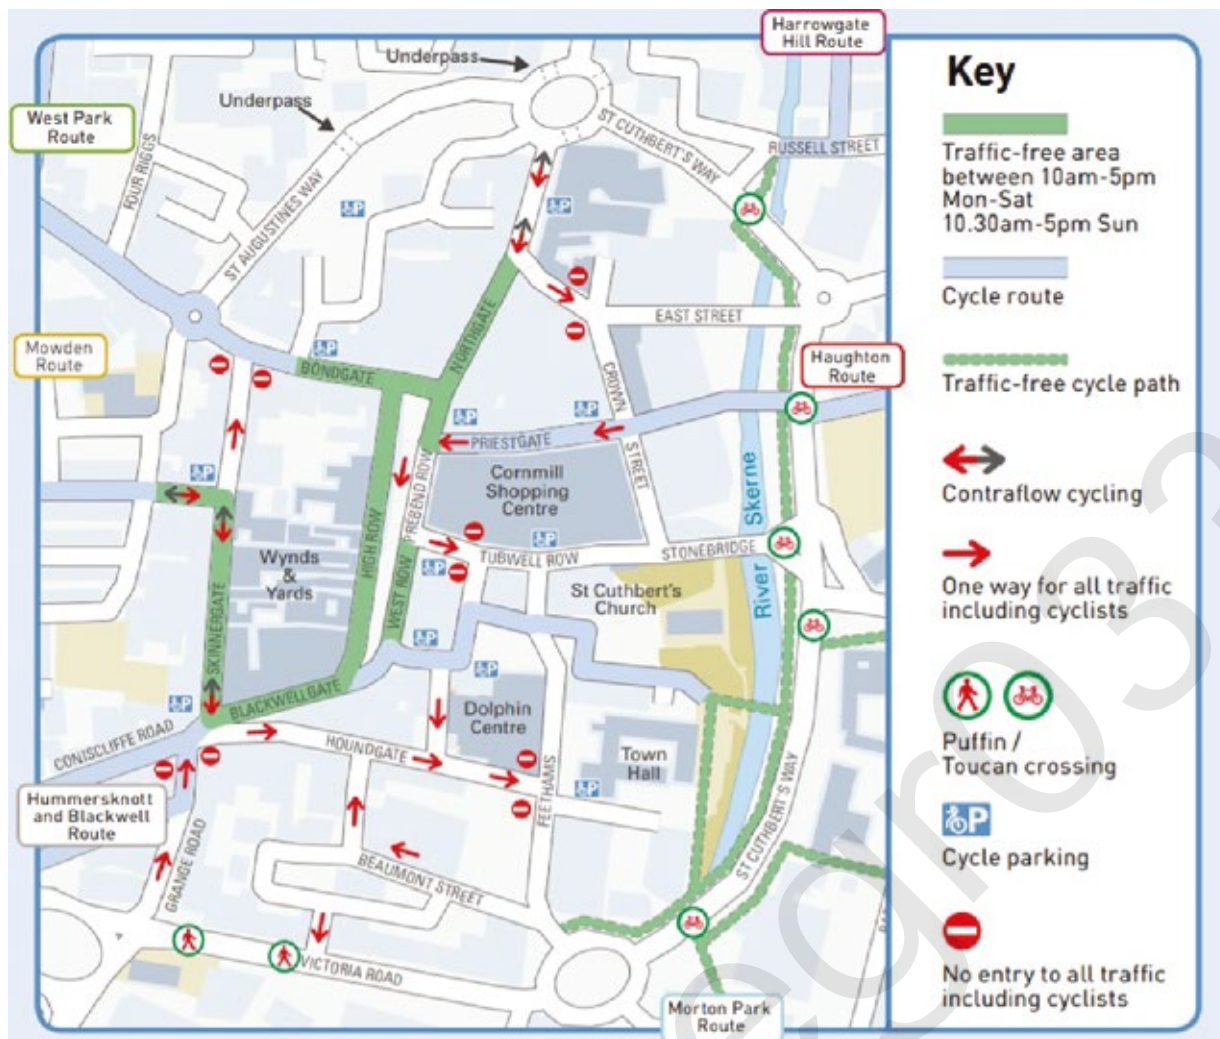 Harrowgate
Hill Route
Underpass
Underpass
West Park
Route
FOUR RIGGS
ST AUGUSTINES WAY
ST CUTHBERT'S WAY
RUSSELL STREET
P
P
NORTHGATE
EAST STREET
Mowden
Route
P
BONDGATE
Haughton
Route
CROWN
STREET
P
P
PRIESTGATE
P
Cornmill
Shopping
Centre
PREBEND ROW
HIGH ROW
P
TUBWELL ROW
STONEBRIDGE
River Skerne
Wynds
&
Yards
P
WEST ROW
St Cuthbert's
Church
SKINNERGATE
P
P
P
BLACKWELLGATE
Dolphin
Centre
CONISCLIFFE ROAD
HOUNDGATE
Town
Hall
P
FEETHAMS
ST CUTHBERT'S WAY
Hummersknott
and Blackwell
Route
GRANGE ROAD
BEAUMONT STREET
VICTORIA ROAD
Morton Park
Route
Key
Traffic-free area
between 10am-5pm
Mon-Sat
10.30am-5pm Sun
Cycle route
Traffic-free cycle path
Contraflow cycling
One way for all traffic
including cyclists
Puffin /
Toucan crossing
P
Cycle parking
No entry to all traffic
including cyclists